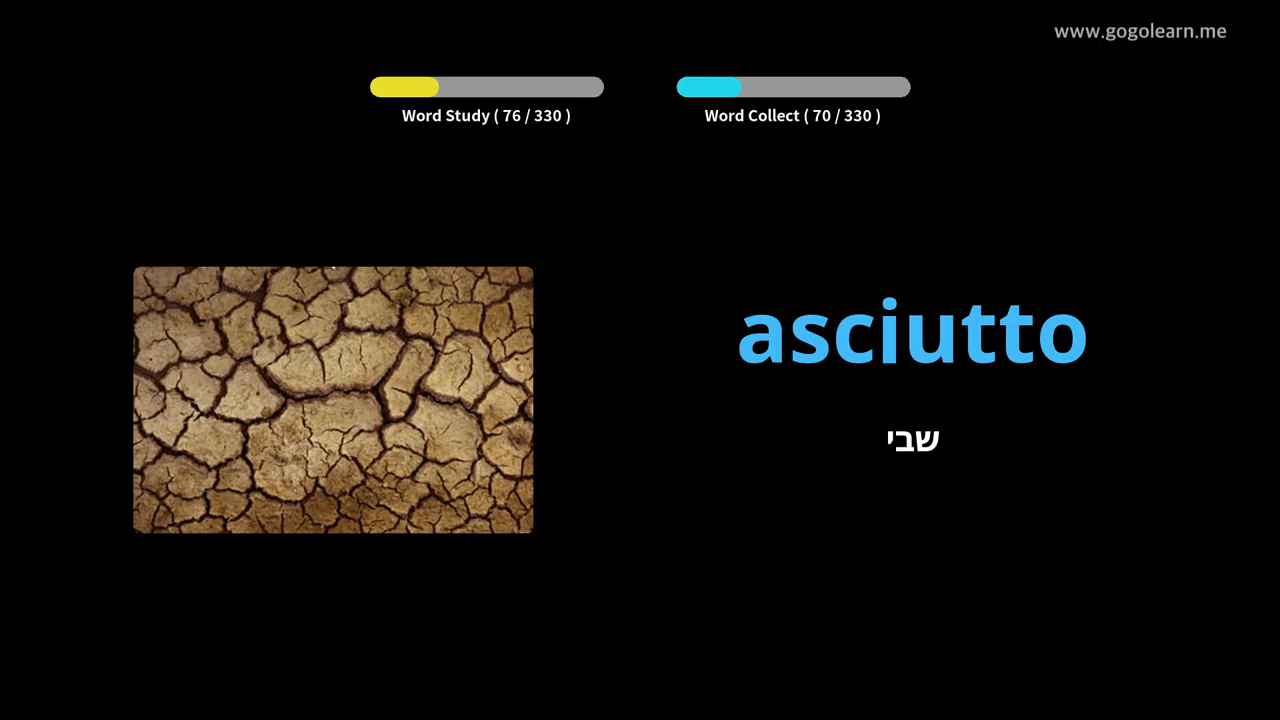 www.gogolearn.me
Word Study ( 76 / 330 )
Word Collect ( 70 / 330 )
asciutto
שבי